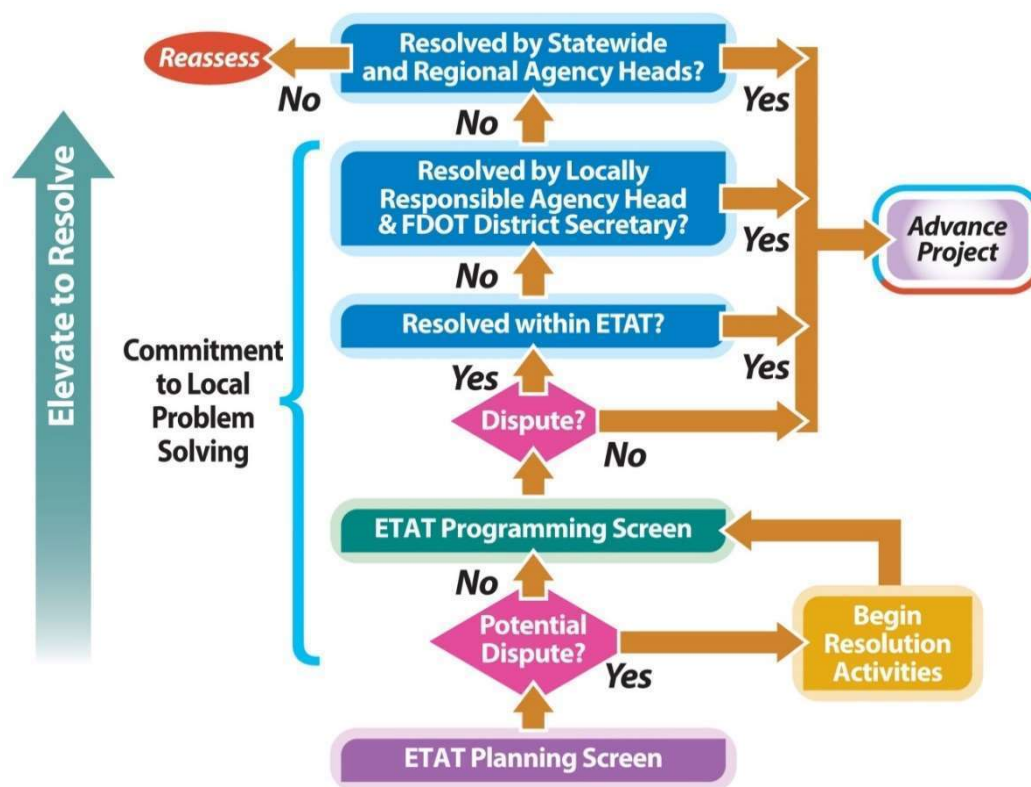 Reassess
Resolved by Statewide
and Regional Agency Heads?
No
Yes
No
Elevate to Resolve
Resolved by Locally
Responsible Agency Head
& FDOT District Secretary?
Yes
Advance
Project
No
Resolved within ETAT?
Yes
Commitment
to Local
Problem
Solving
Yes
Dispute?
No
ETAT Programming Screen
No
Potential
Dispute?
Yes
Begin
Resolution
Activities
ETAT Planning Screen